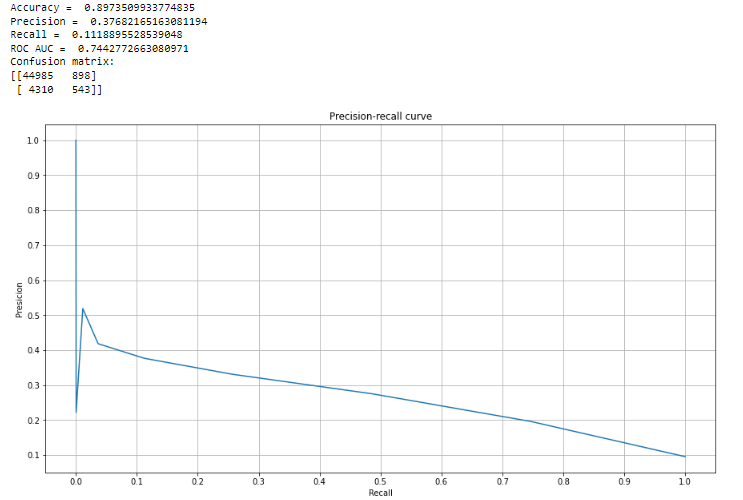 Accuracy =  0.8973509933774835
Precision =  0.37682165163081194
Recall =  0.1118895528539048
ROC AUC =  0.7442772663080971
Confusion matrix:
[[44985   898]
 [ 4310   543]]
Precision-recall curve
1.0
0.9
0.8
0.7
0.6
0.5
0.4
0.3
0.2
0.1
Presicion
0.0 0.1 0.2 0.3 0.4 0.5 0.6 0.7 0.8 0.9 1.0
Recall